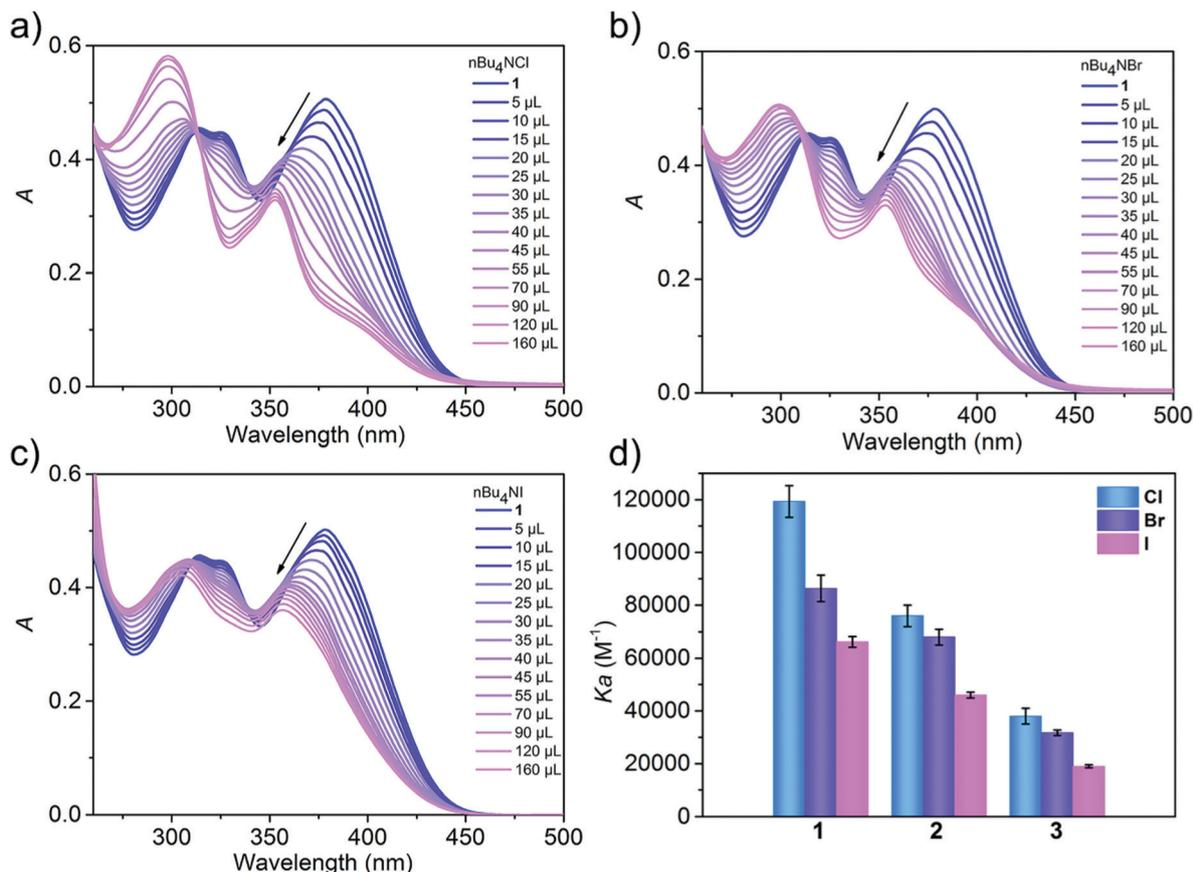 a)
0.6
0.4
0.2
0.0
A
300
350
400
450
500
Wavelength (nm)
nBu4NCl
1
5 µL
10 µL
15 µL
20 µL
25 µL
30 µL
35 µL
40 µL
45 µL
55 µL
70 µL
90 µL
120 µL
160 µL
b)
0.6
0.4
0.2
0.0
A
300
350
400
450
500
Wavelength (nm)
nBu4NBr
1
5 µL
10 µL
15 µL
20 µL
25 µL
30 µL
35 µL
40 µL
45 µL
55 µL
70 µL
90 µL
120 µL
160 µL
c)
0.6
0.4
0.2
0.0
A
300
350
400
450
500
Wavelength (nm)
nBu4NI
1
5 µL
10 µL
15 µL
20 µL
25 µL
30 µL
35 µL
40 µL
45 µL
55 µL
70 µL
90 µL
120 µL
160 µL
d)
120000
100000
80000
60000
40000
20000
0
Ka (M-1)
1
2
3
Cl
Br
I